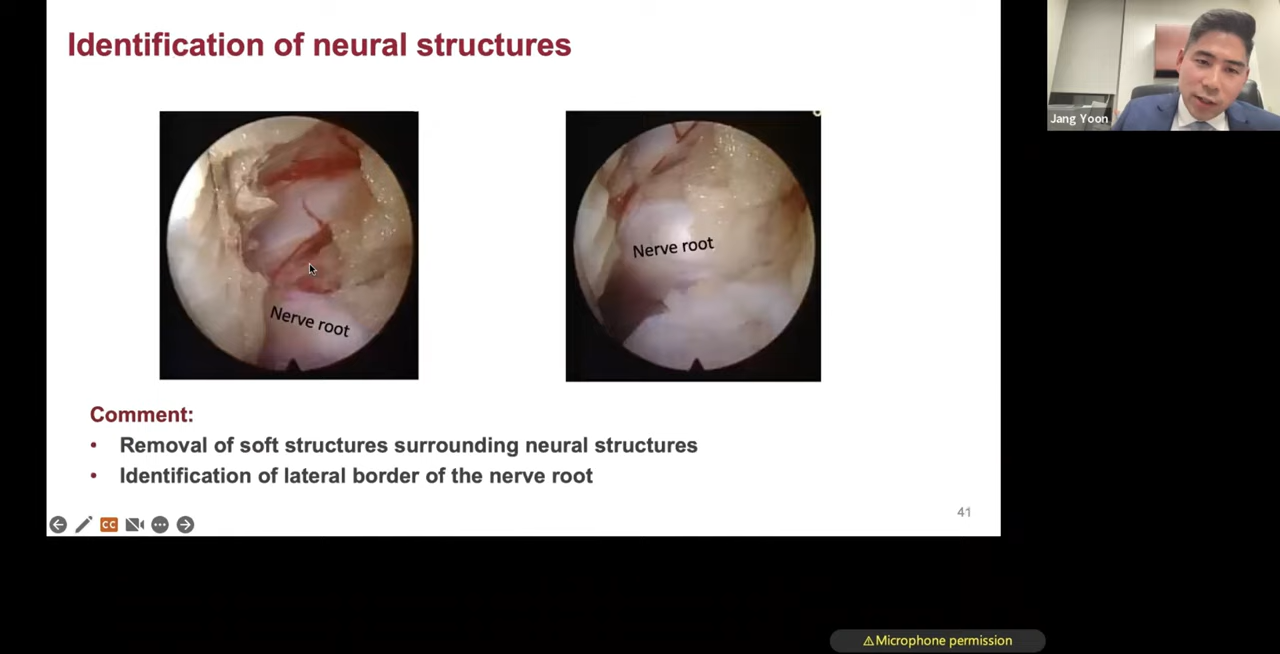 Identification of neural structures
Jang Yoon
Nerve root
Nerve root
Comment:
• Removal of soft structures surrounding neural structures
• Identification of lateral border of the nerve root
CC
41
⚠Microphone permission